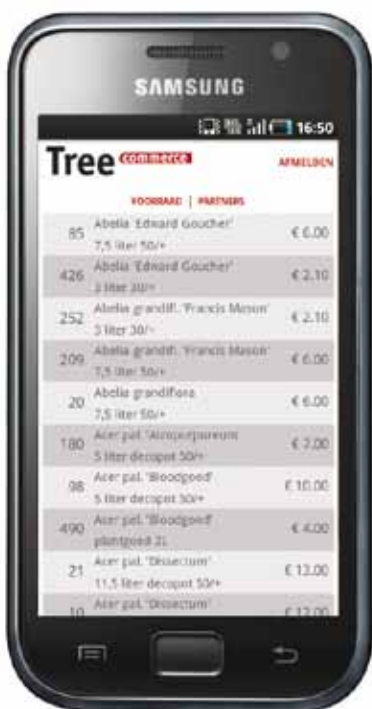 SAMSUNG
16:50
Tree commerce
AFMELDEN
VOORRAAD | PARTNERS
85 Abelia 'Edward Goucher' € 6.00
7,5 liter 50/+
426 Abelia 'Edward Goucher' € 2.10
3 liter 30/+
252 Abelia grandifl. 'Francis Mason' € 2.10
3 liter 30/+
209 Abelia grandifl. 'Francis Mason' € 6.00
7,5 liter 50/+
20 Abelia grandiflora € 6.00
7,5 liter 50/+
180 Acer pal. 'Atropurpureum € 7.00
5 liter decopot 50/+
98 Acer pal. 'Bloodgood' € 10.00
5 liter decopot 50/+
490 Acer pal. 'Bloodgood' € 4.00
plantgoed 2L
21 Acer pal. 'Dissectum' € 13.00
11,5 liter decopot 50/+
10 Acer pal. 'Dissectum' € 13.00